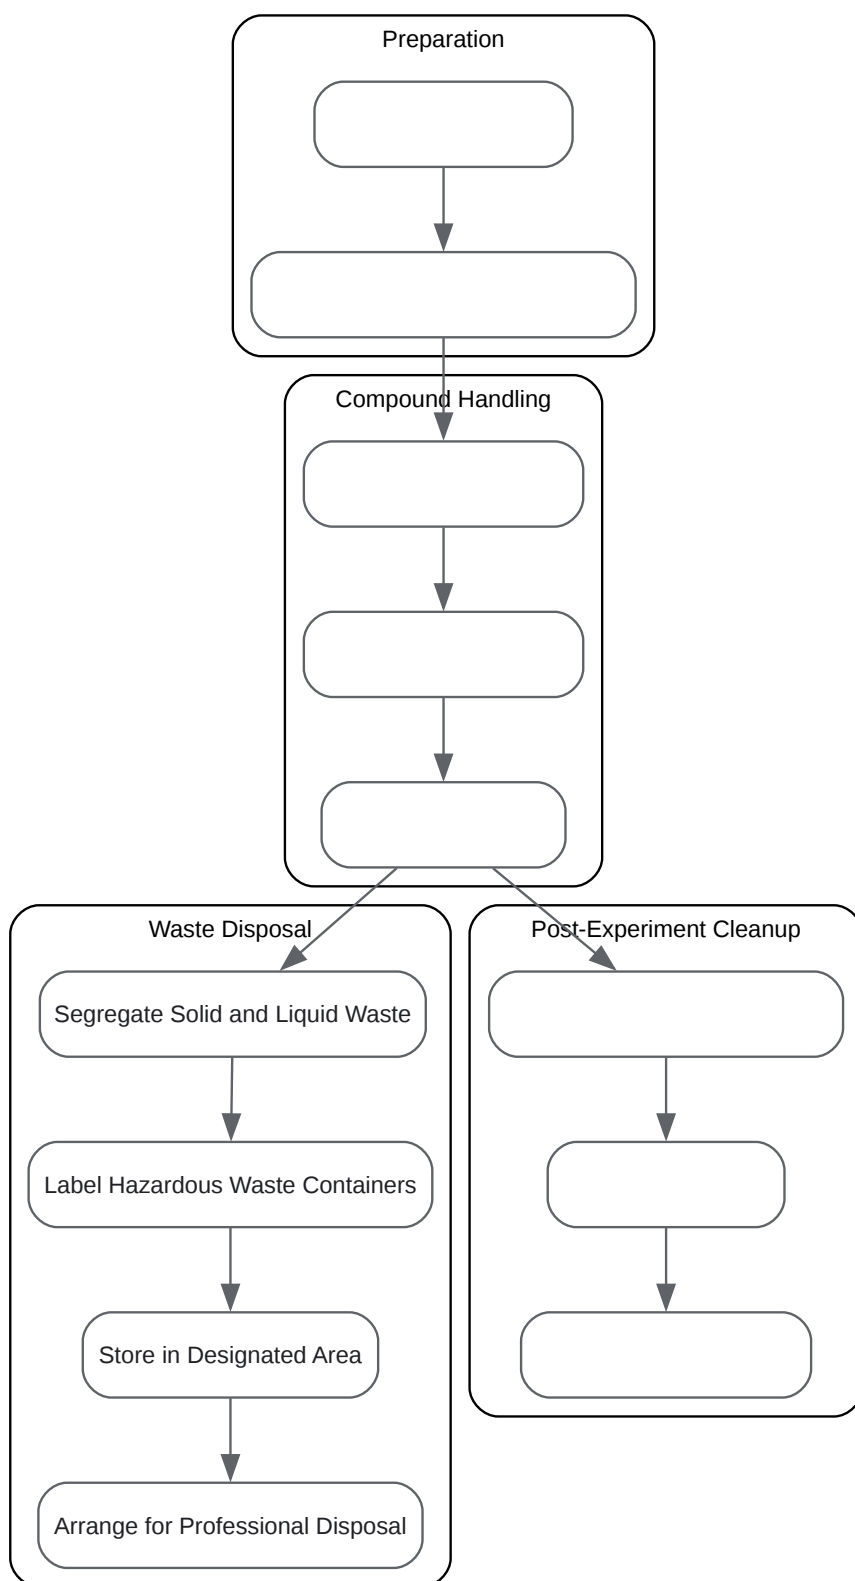 Preparation
Compound Handling
Waste Disposal
Post-Experiment Cleanup
Segregate Solid and Liquid Waste
Label Hazardous Waste Containers
Store in Designated Area
Arrange for Professional Disposal